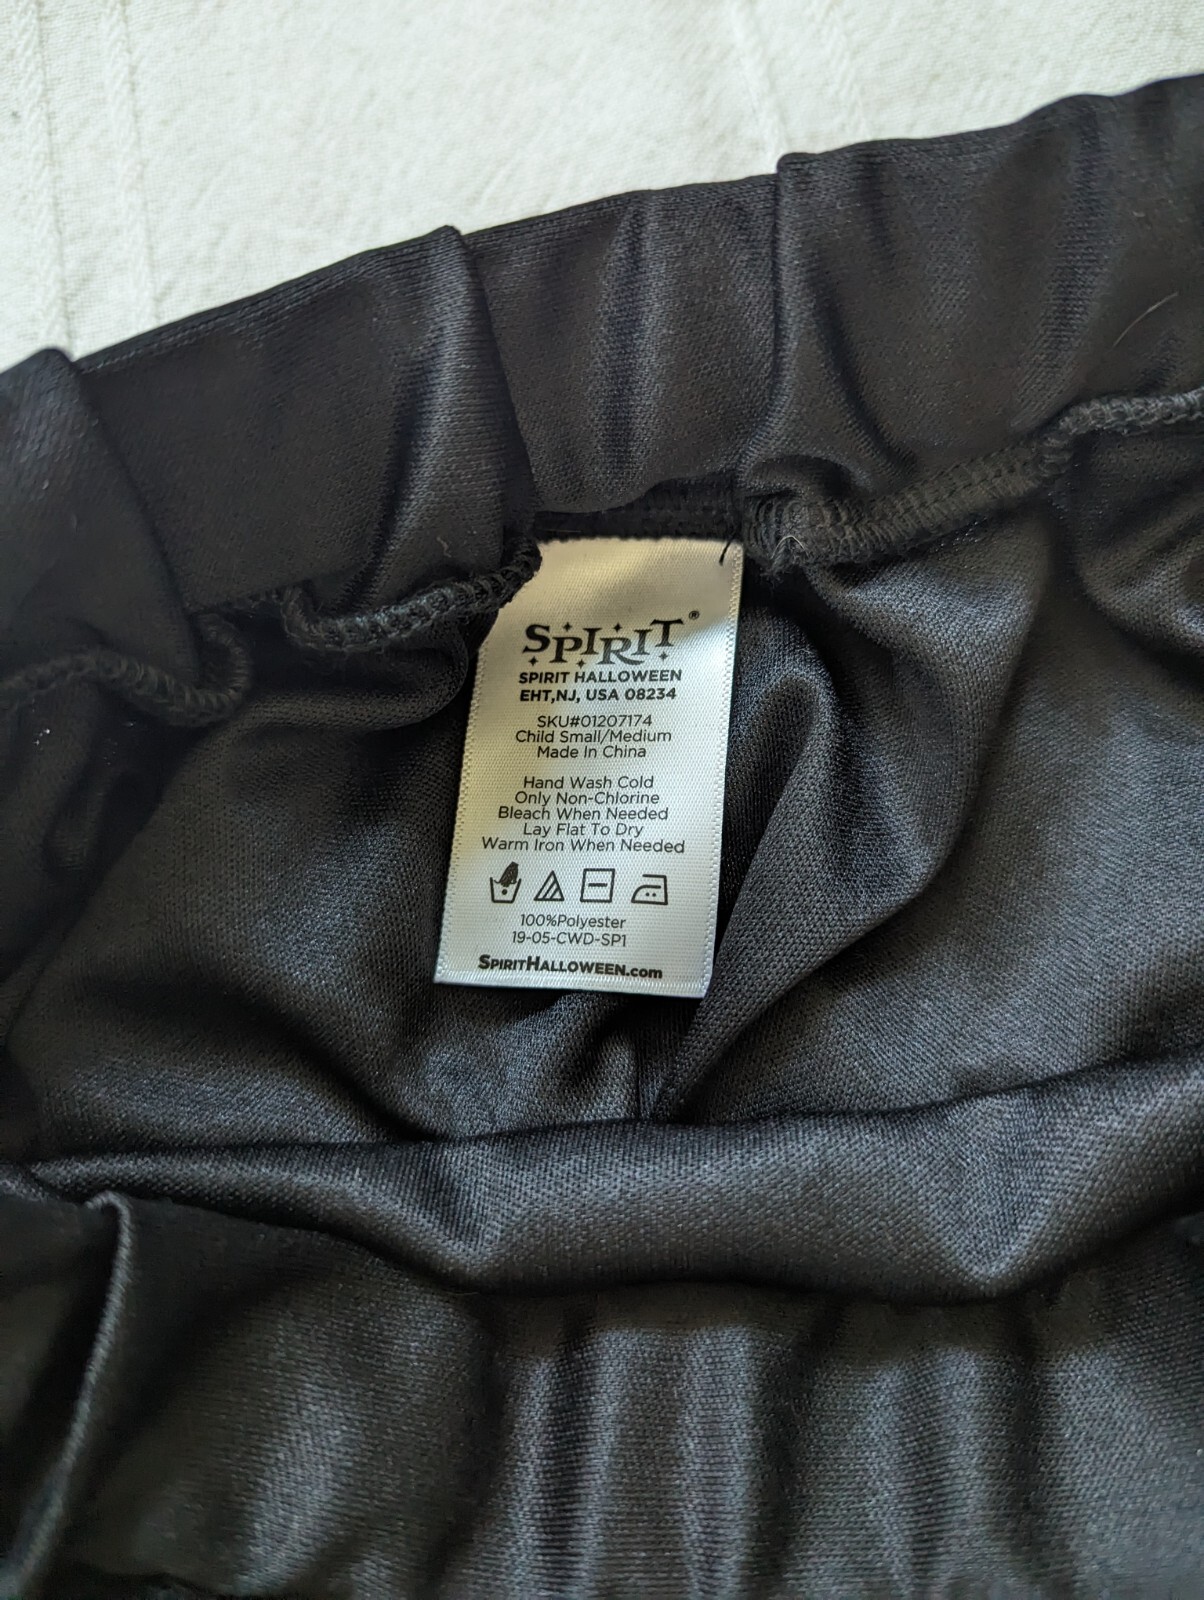 SPIRIT®
SPIRIT HALLOWEEN
EHT,NJ, USA 08234
SKU#01207174
Child Small/Medium
Made In China
Hand Wash Cold
Only Non-Chlorine
Bleach When Needed
Lay Flat To Dry
Warm Iron When Needed
100%Polyester
19-05-CWD-SP1
SPIRITHALLOWEEN.com